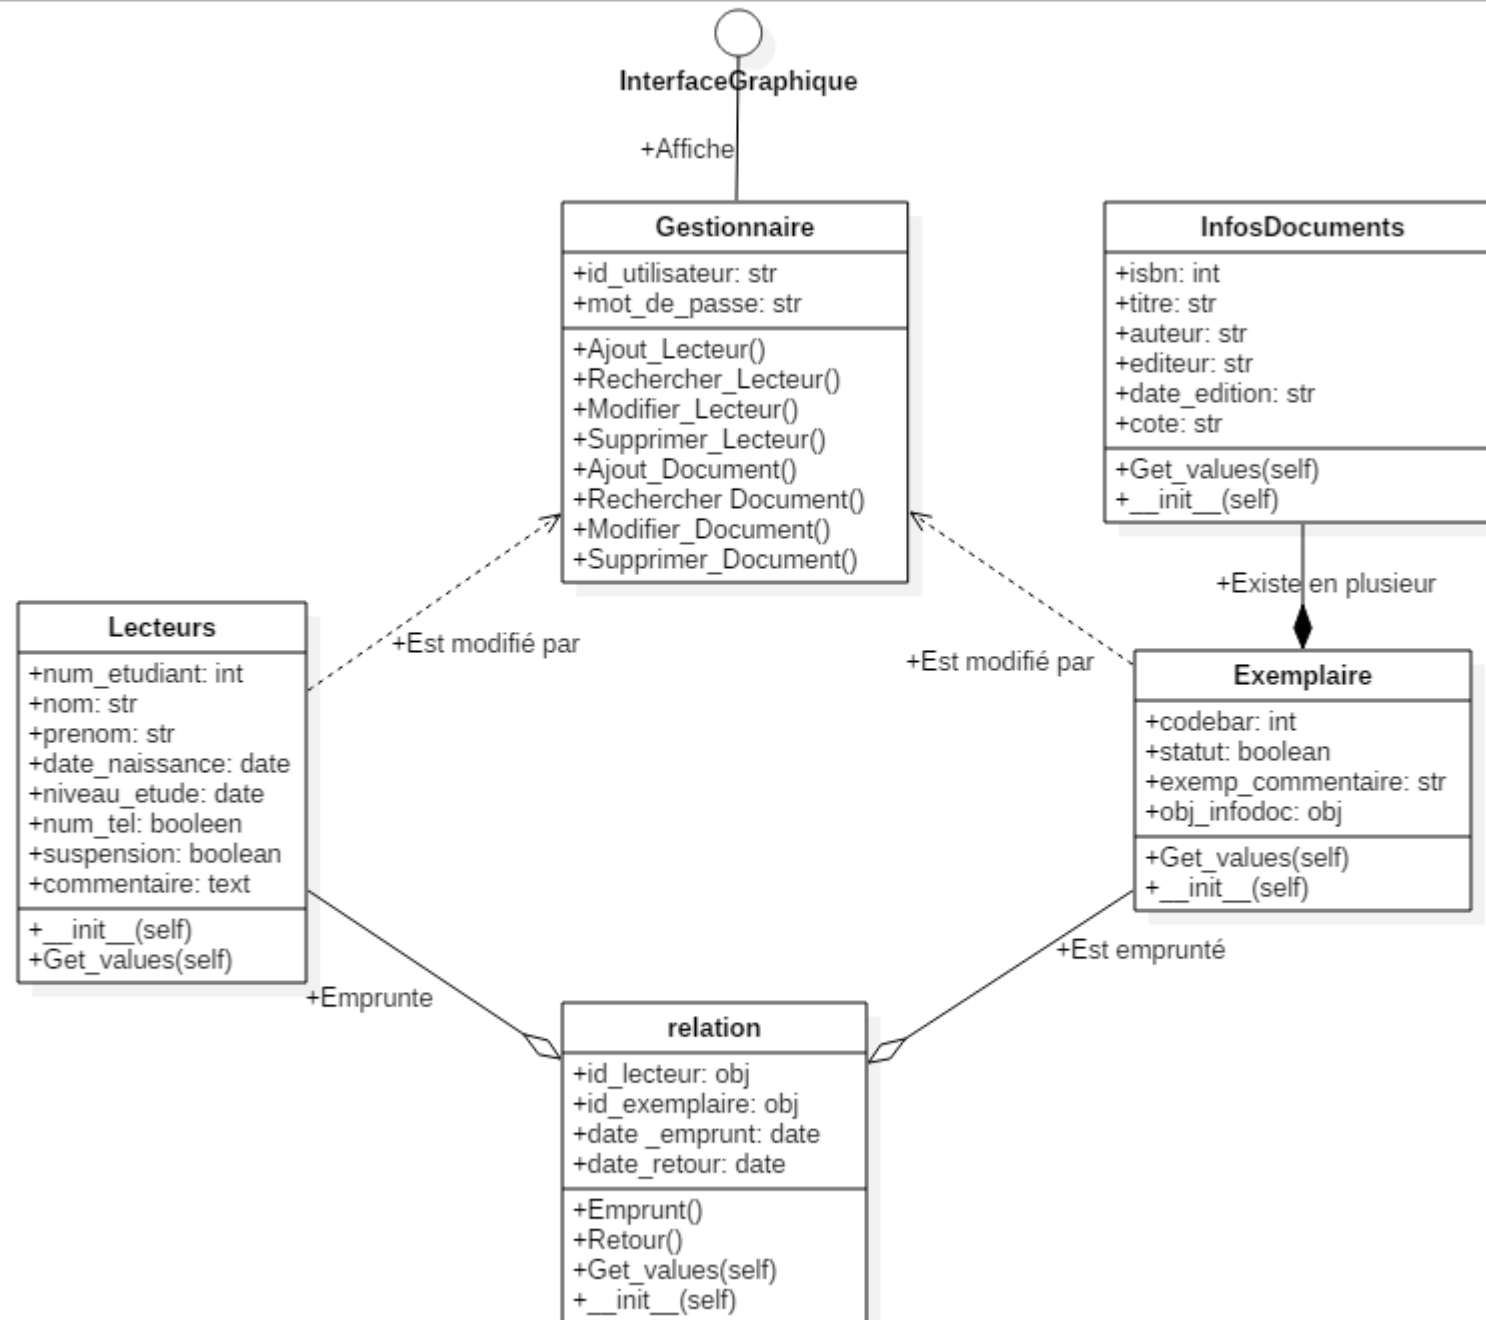 InterfaceGraphique
+Affiche
Gestionnaire
+id_utilisateur: str
+mot_de_passe: str
+Ajout_Lecteur()
+Rechercher_Lecteur()
+Modifier_Lecteur()
+Supprimer_Lecteur()
+Ajout_Document()
+Rechercher Document()
+Modifier_Document()
+Supprimer_Document()
InfosDocuments
+isbn: int
+titre: str
+auteur: str
+editeur: str
+date_edition: str
+cote: str
+Get_values(self)
+__init__(self)
+Existe en plusieur
+Est modifié par
+Est modifié par
Lecteurs
+num_etudiant: int
+nom: str
+prenom: str
+date_naissance: date
+niveau_etude: date
+num_tel: booleen
+suspension: boolean
+commentaire: text
+__init__(self)
+Get_values(self)
Exemplaire
+codebar: int
+statut: boolean
+exemp_commentaire: str
+obj_infodoc: obj
+Get_values(self)
+__init__(self)
+Emprunte
+Est emprunté
relation
+id_lecteur: obj
+id_exemplaire: obj
+date _emprunt: date
+date_retour: date
+Emprunt()
+Retour()
+Get_values(self)
+__init__(self)